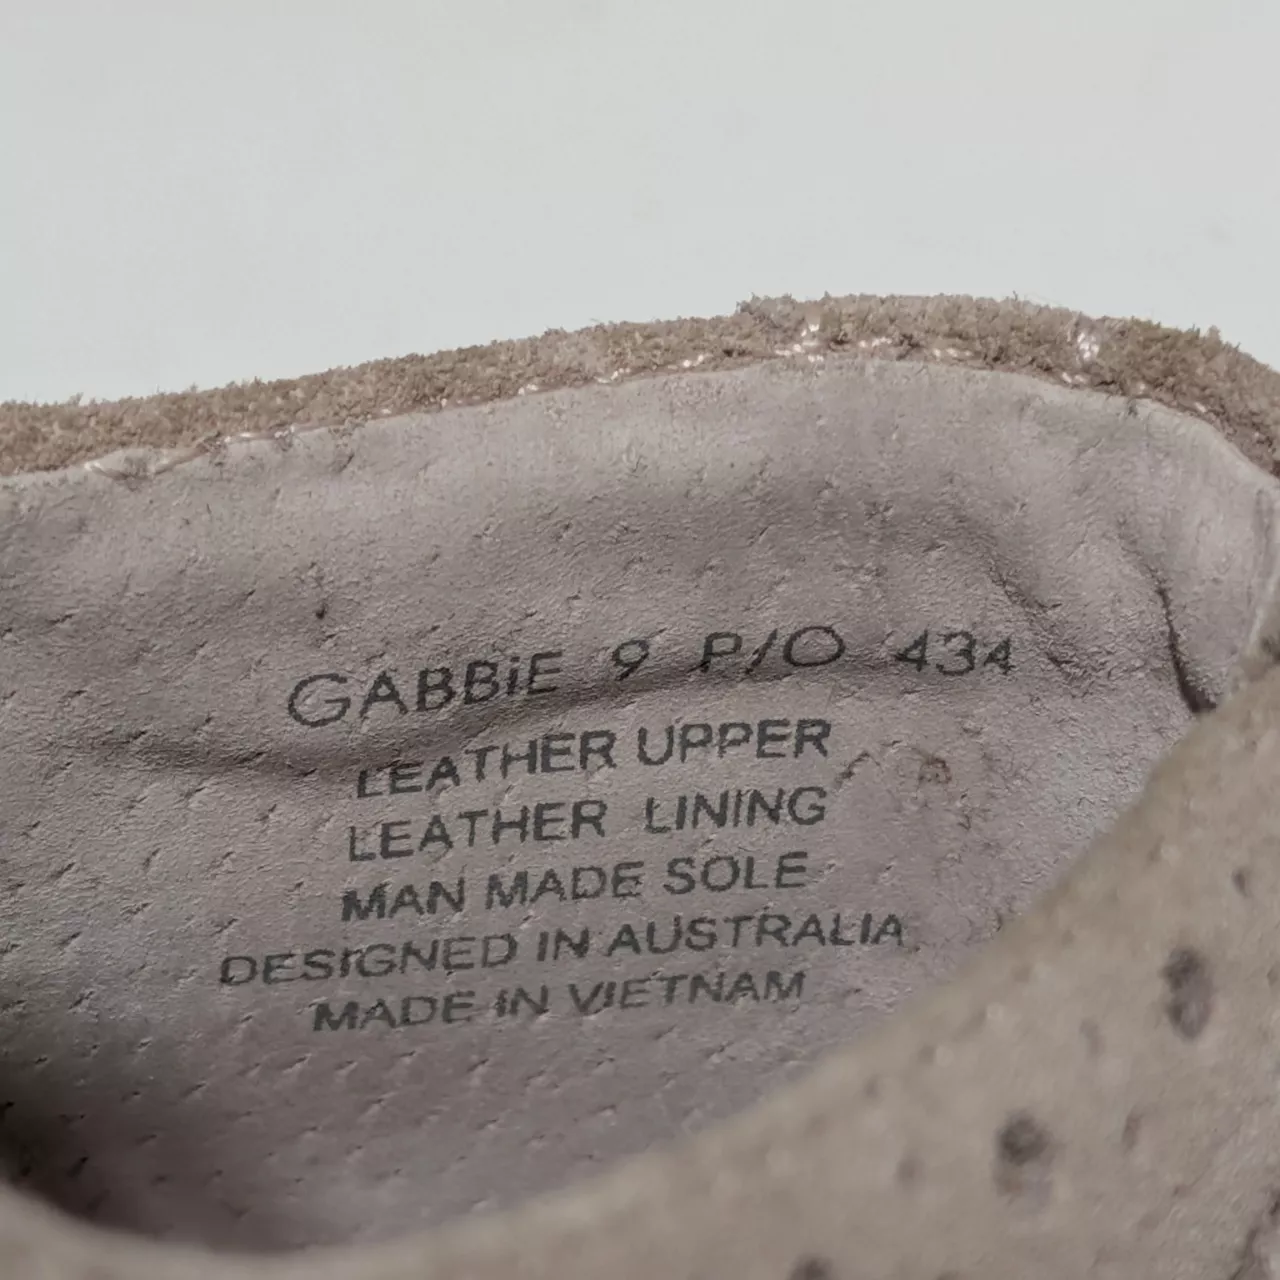 GABBiE 9 P/O 434
LEATHER UPPER
LEATHER LINING
MAN MADE SOLE
DESIGNED IN AUSTRALIA
MADE IN VIETNAM